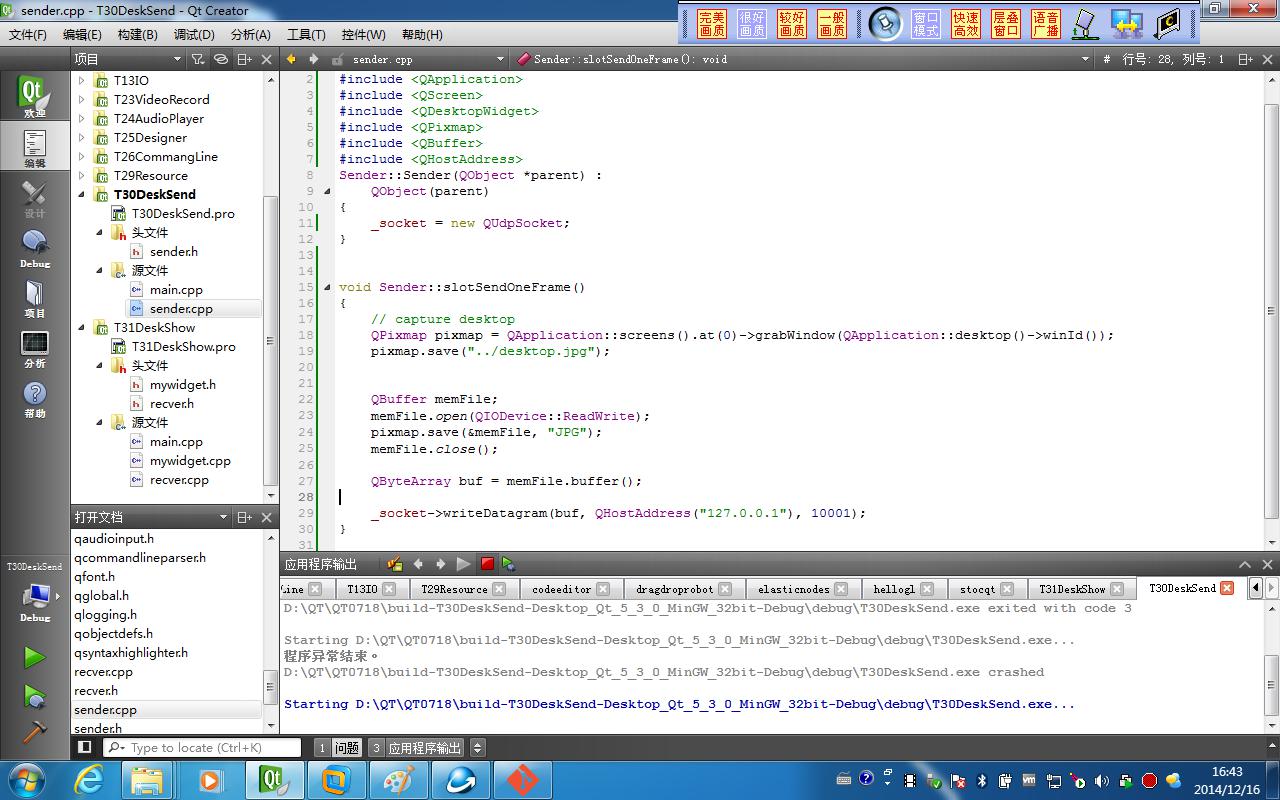 sender.cpp - T30DeskSend - Qt Creator
完美画质 很好画质 较好画质 一般画质 窗口模式 快速高效 层叠窗口 语音广播
文件(F) 编辑(E) 构建(B) 调试(D) 分析(A) 工具(T) 控件(W) 帮助(H)
项目
sender.cpp
Sender::slotSendOneFrame(): void
# 行号: 28, 列号: 1
欢迎
编辑
设计
Debug
项目
分析
帮助
T30DeskSend
Debug
T13IO
T23VideoRecord
T24AudioPlayer
T25Designer
T26CommangLine
T29Resource
T30DeskSend
T30DeskSend.pro
头文件
sender.h
源文件
main.cpp
sender.cpp
T31DeskShow
T31DeskShow.pro
头文件
mywidget.h
recver.h
源文件
main.cpp
mywidget.cpp
recver.cpp
打开文档
qaudioinput.h
qcommandlineparser.h
qfont.h
qglobal.h
qlogging.h
qobjectdefs.h
qsyntaxhighlighter.h
recver.cpp
recver.h
sender.cpp
sender.h
2 #include <QApplication>
3 #include <QScreen>
4 #include <QDesktopWidget>
5 #include <QPixmap>
6 #include <QBuffer>
7 #include <QHostAddress>
8 Sender::Sender(QObject *parent) :
9 QObject(parent)
10 {
11 _socket = new QUdpSocket;
12 }
13
14
15 void Sender::slotSendOneFrame()
16 {
17 // capture desktop
18 QPixmap pixmap = QApplication::screens().at(0)->grabWindow(QApplication::desktop()->winId());
19 pixmap.save("../desktop.jpg");
20
21
22 QBuffer memFile;
23 memFile.open(QIODevice::ReadWrite);
24 pixmap.save(&memFile, "JPG");
25 memFile.close();
26
27 QByteArray buf = memFile.buffer();
28
29 _socket->writeDatagram(buf, QHostAddress("127.0.0.1"), 10001);
30 }
31
应用程序输出
Line T13IO T29Resource codeeditor dragdroprobot elasticnodes hellogl stocqt T31DeskShow T30DeskSend
D:\QT\QT0718\build-T30DeskSend-Desktop_Qt_5_3_0_MinGW_32bit-Debug\debug\T30DeskSend.exe exited with code 3
Starting D:\QT\QT0718\build-T30DeskSend-Desktop_Qt_5_3_0_MinGW_32bit-Debug\debug\T30DeskSend.exe...
程序异常结束。
D:\QT\QT0718\build-T30DeskSend-Desktop_Qt_5_3_0_MinGW_32bit-Debug\debug\T30DeskSend.exe crashed
Starting D:\QT\QT0718\build-T30DeskSend-Desktop_Qt_5_3_0_MinGW_32bit-Debug\debug\T30DeskSend.exe...
Type to locate (Ctrl+K)
1 问题 3 应用程序输出
16:43
2014/12/16